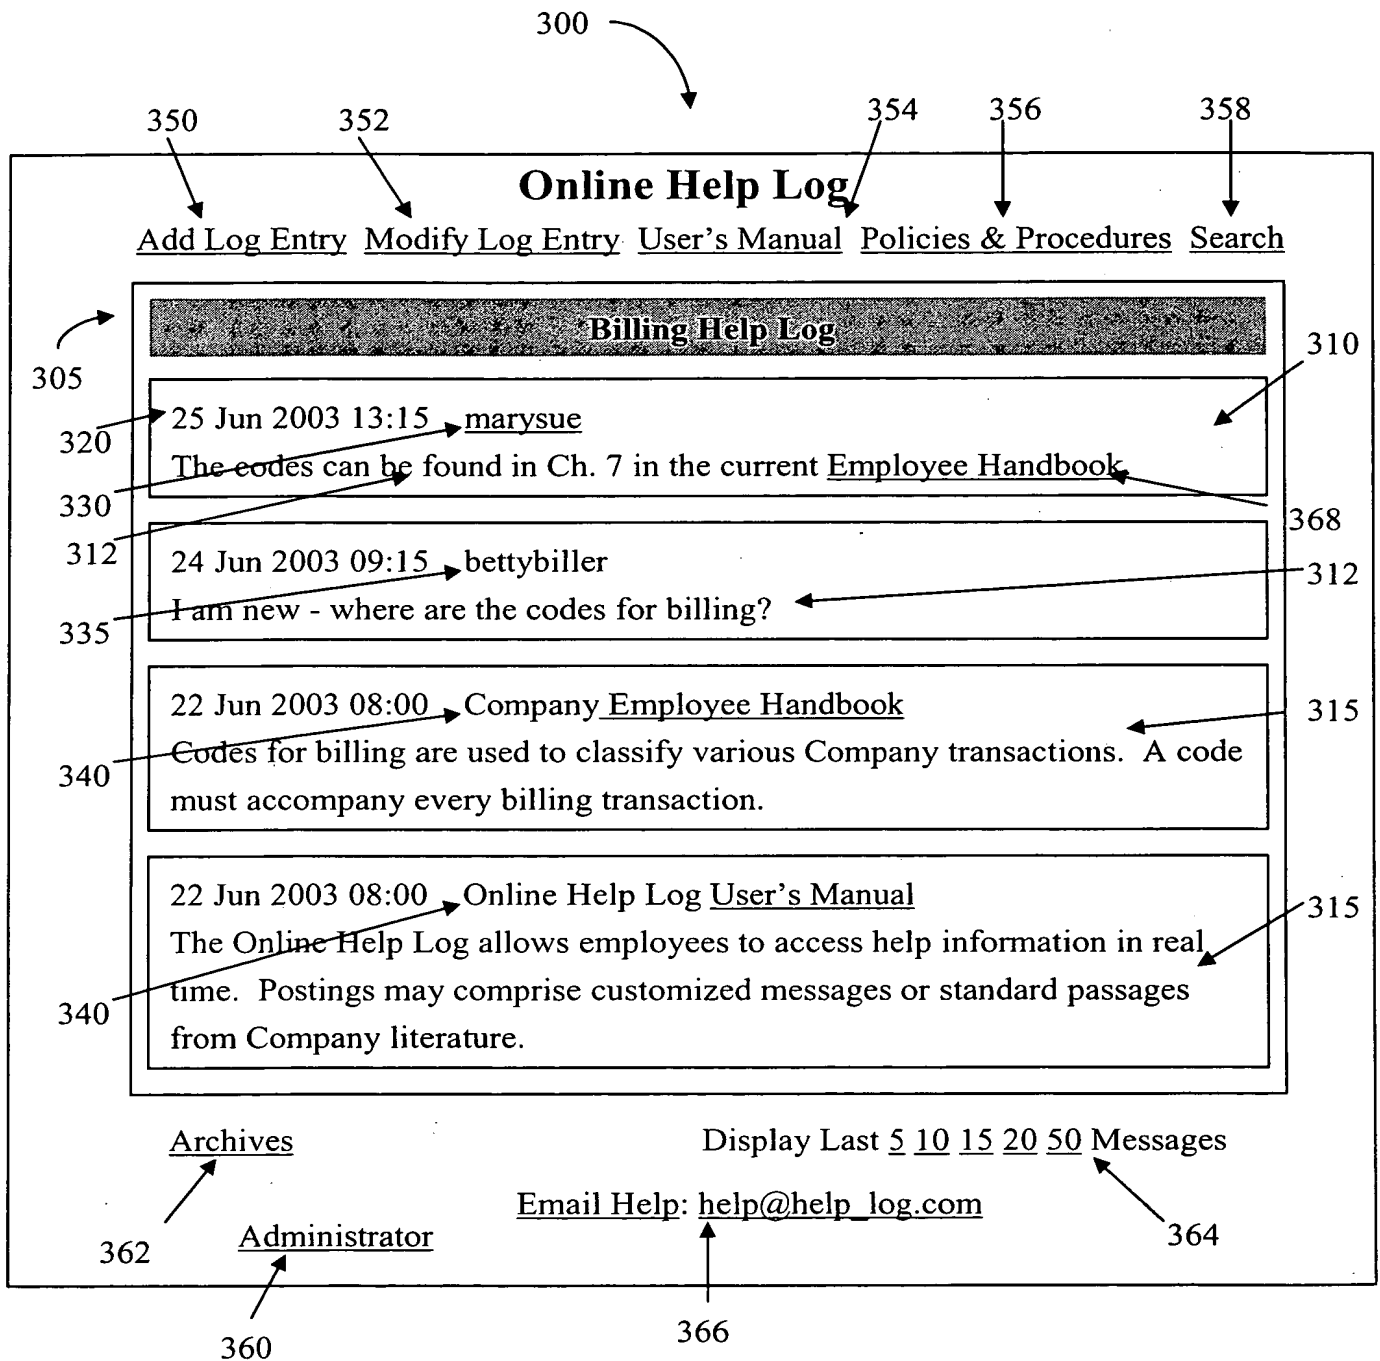 300
350 352 354 356 358
Online Help Log
Add Log Entry Modify Log Entry User's Manual Policies & Procedures Search
305
Billing Help Log
310
320
25 Jun 2003 13:15 marysue
330
The codes can be found in Ch. 7 in the current Employee Handbook
312
368
24 Jun 2003 09:15 bettybiller
312
335
I am new - where are the codes for billing?
22 Jun 2003 08:00 Company Employee Handbook
315
340
Codes for billing are used to classify various Company transactions. A code
must accompany every billing transaction.
22 Jun 2003 08:00 Online Help Log User's Manual
315
The Online Help Log allows employees to access help information in real
340
time. Postings may comprise customized messages or standard passages
from Company literature.
Archives Display Last 5 10 15 20 50 Messages
Email Help: help@help_log.com
362 Administrator 364
360 366